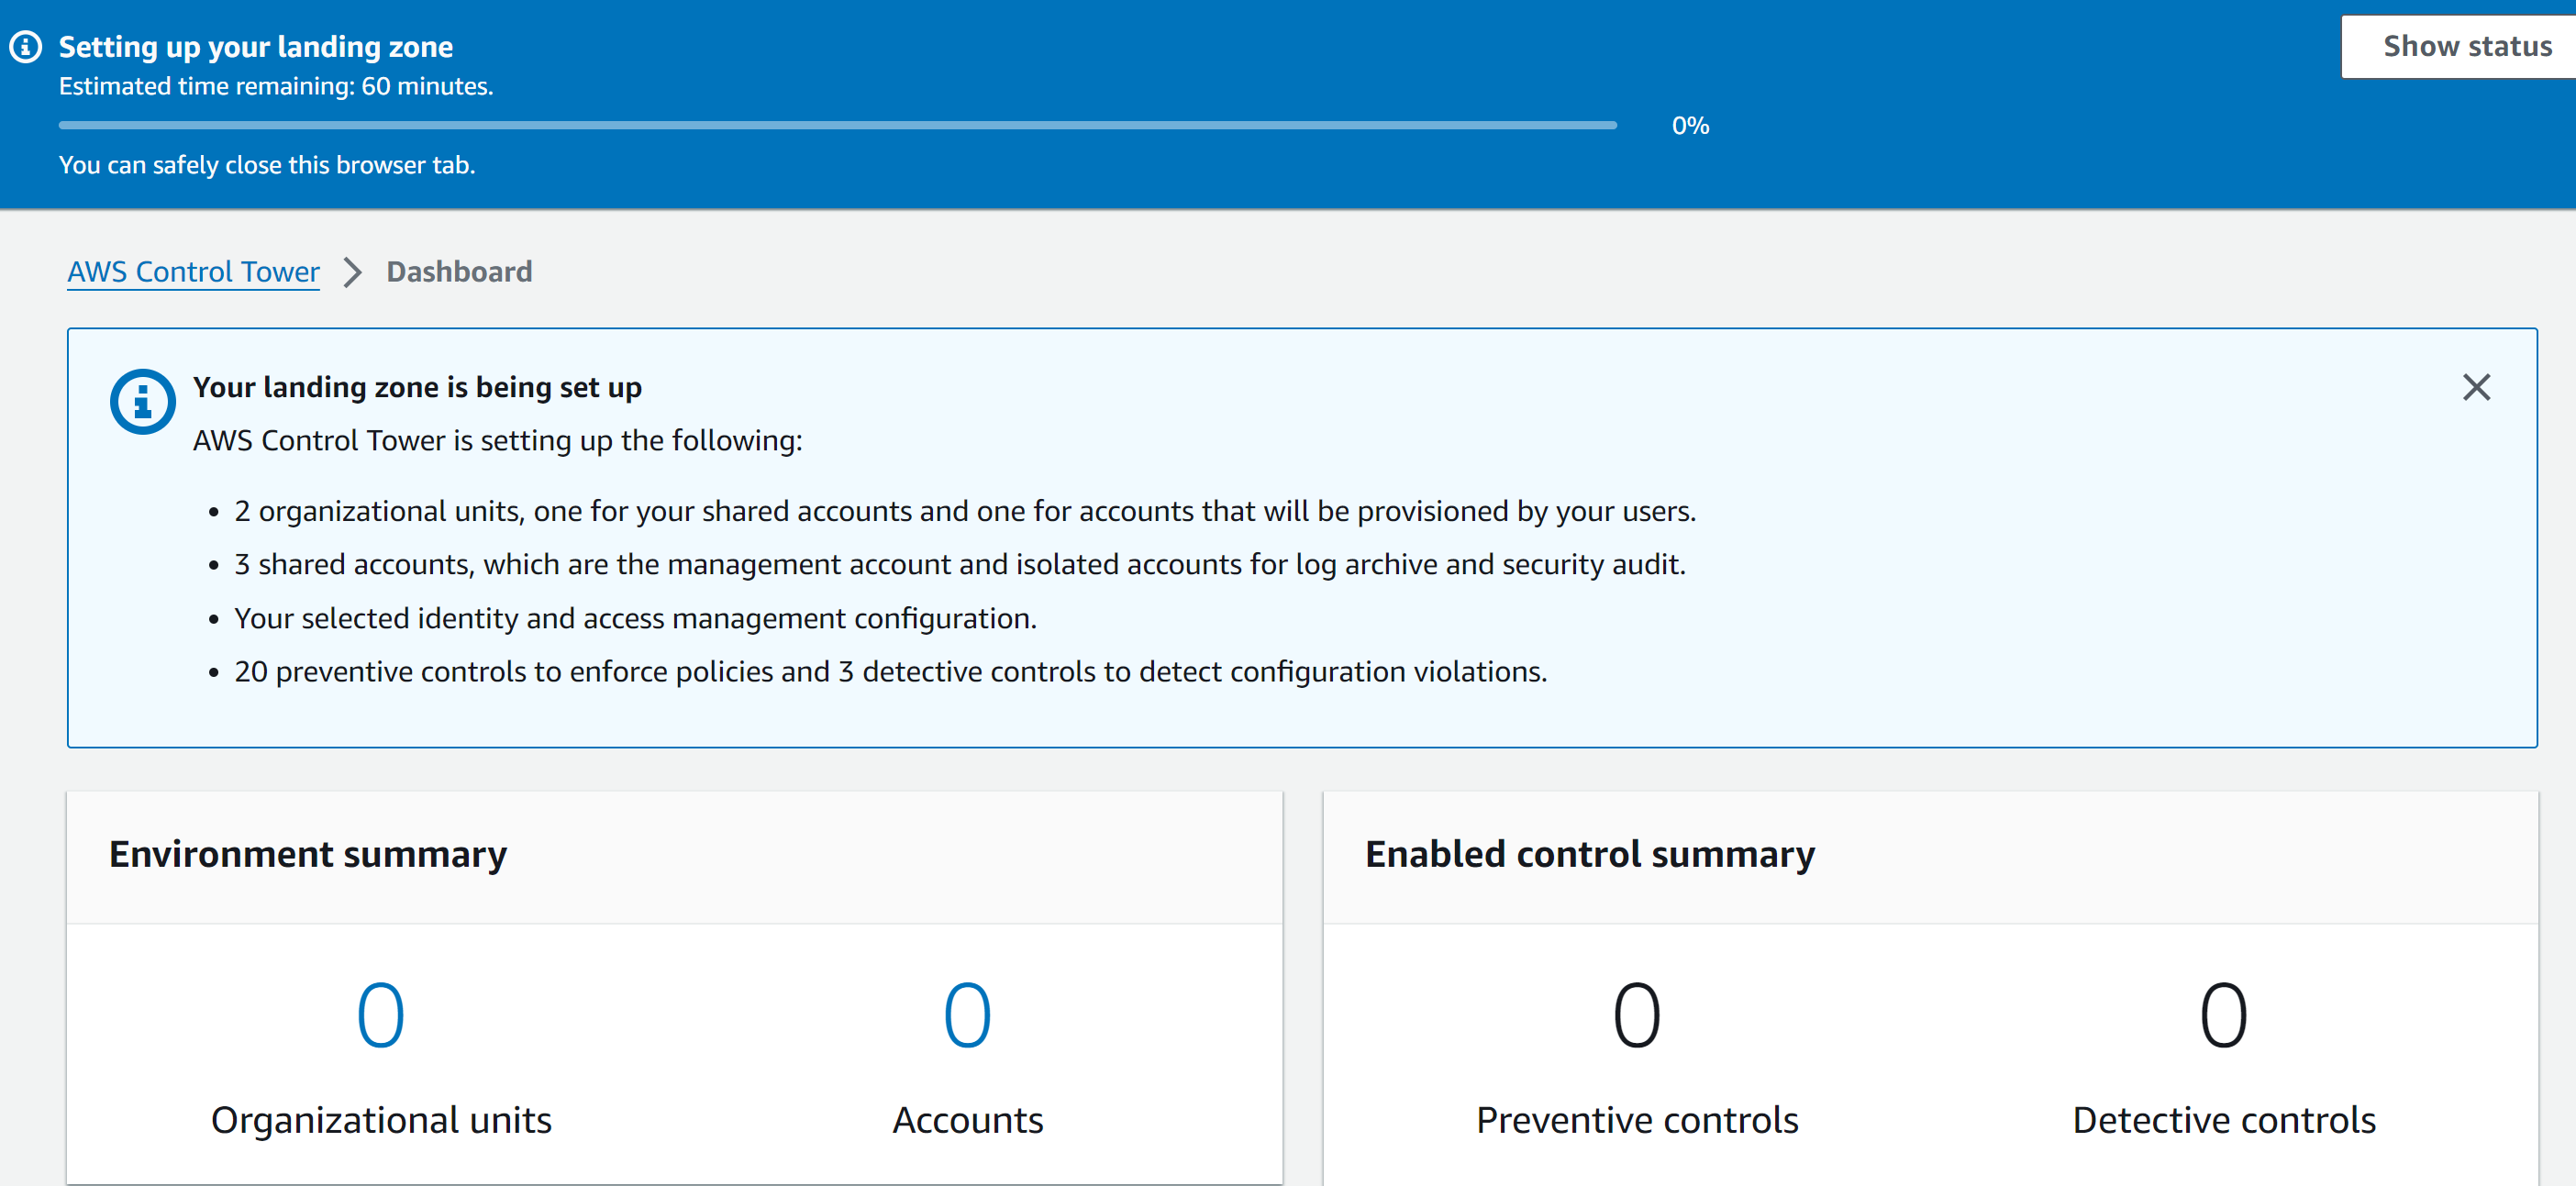 Setting up your landing zone
Show status
Estimated time remaining: 60 minutes.
0%
You can safely close this browser tab.
AWS Control Tower
Dashboard
Your landing zone is being set up
AWS Control Tower is setting up the following:
• 2 organizational units, one for your shared accounts and one for accounts that will be provisioned by your users.
• 3 shared accounts, which are the management account and isolated accounts for log archive and security audit.
• Your selected identity and access management configuration.
• 20 preventive controls to enforce policies and 3 detective controls to detect configuration violations.
Environment summary
0
Organizational units
0
Accounts
Enabled control summary
0
Preventive controls
0
Detective controls